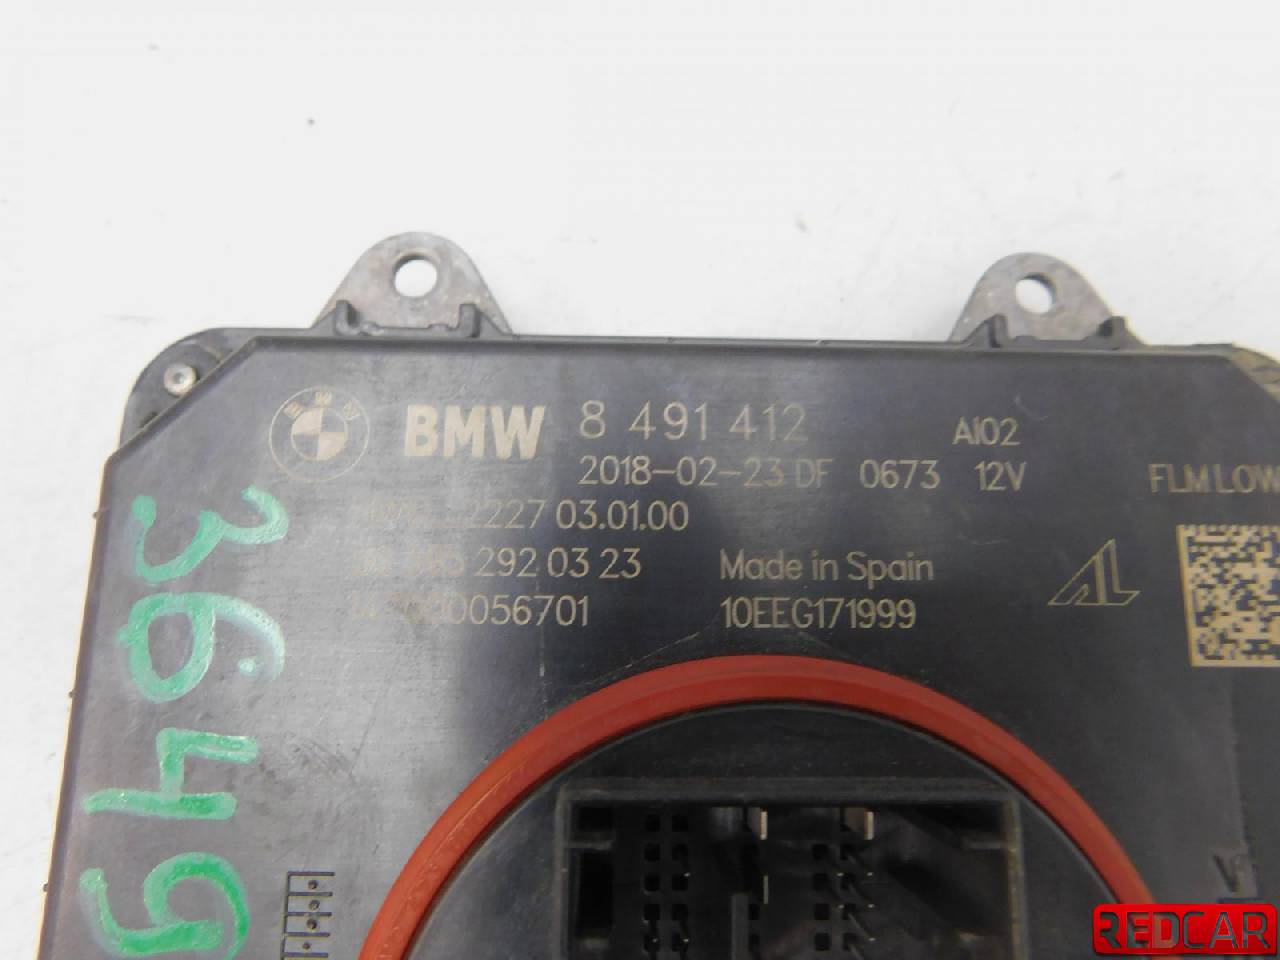 BMW 8 491 412 AI02
2018-02-23 DF 0673 12V FLM LOW
2227 03.01.00
292 03 23 Made in Spain AL
0056701 10EEG171999
3649
REDCAR